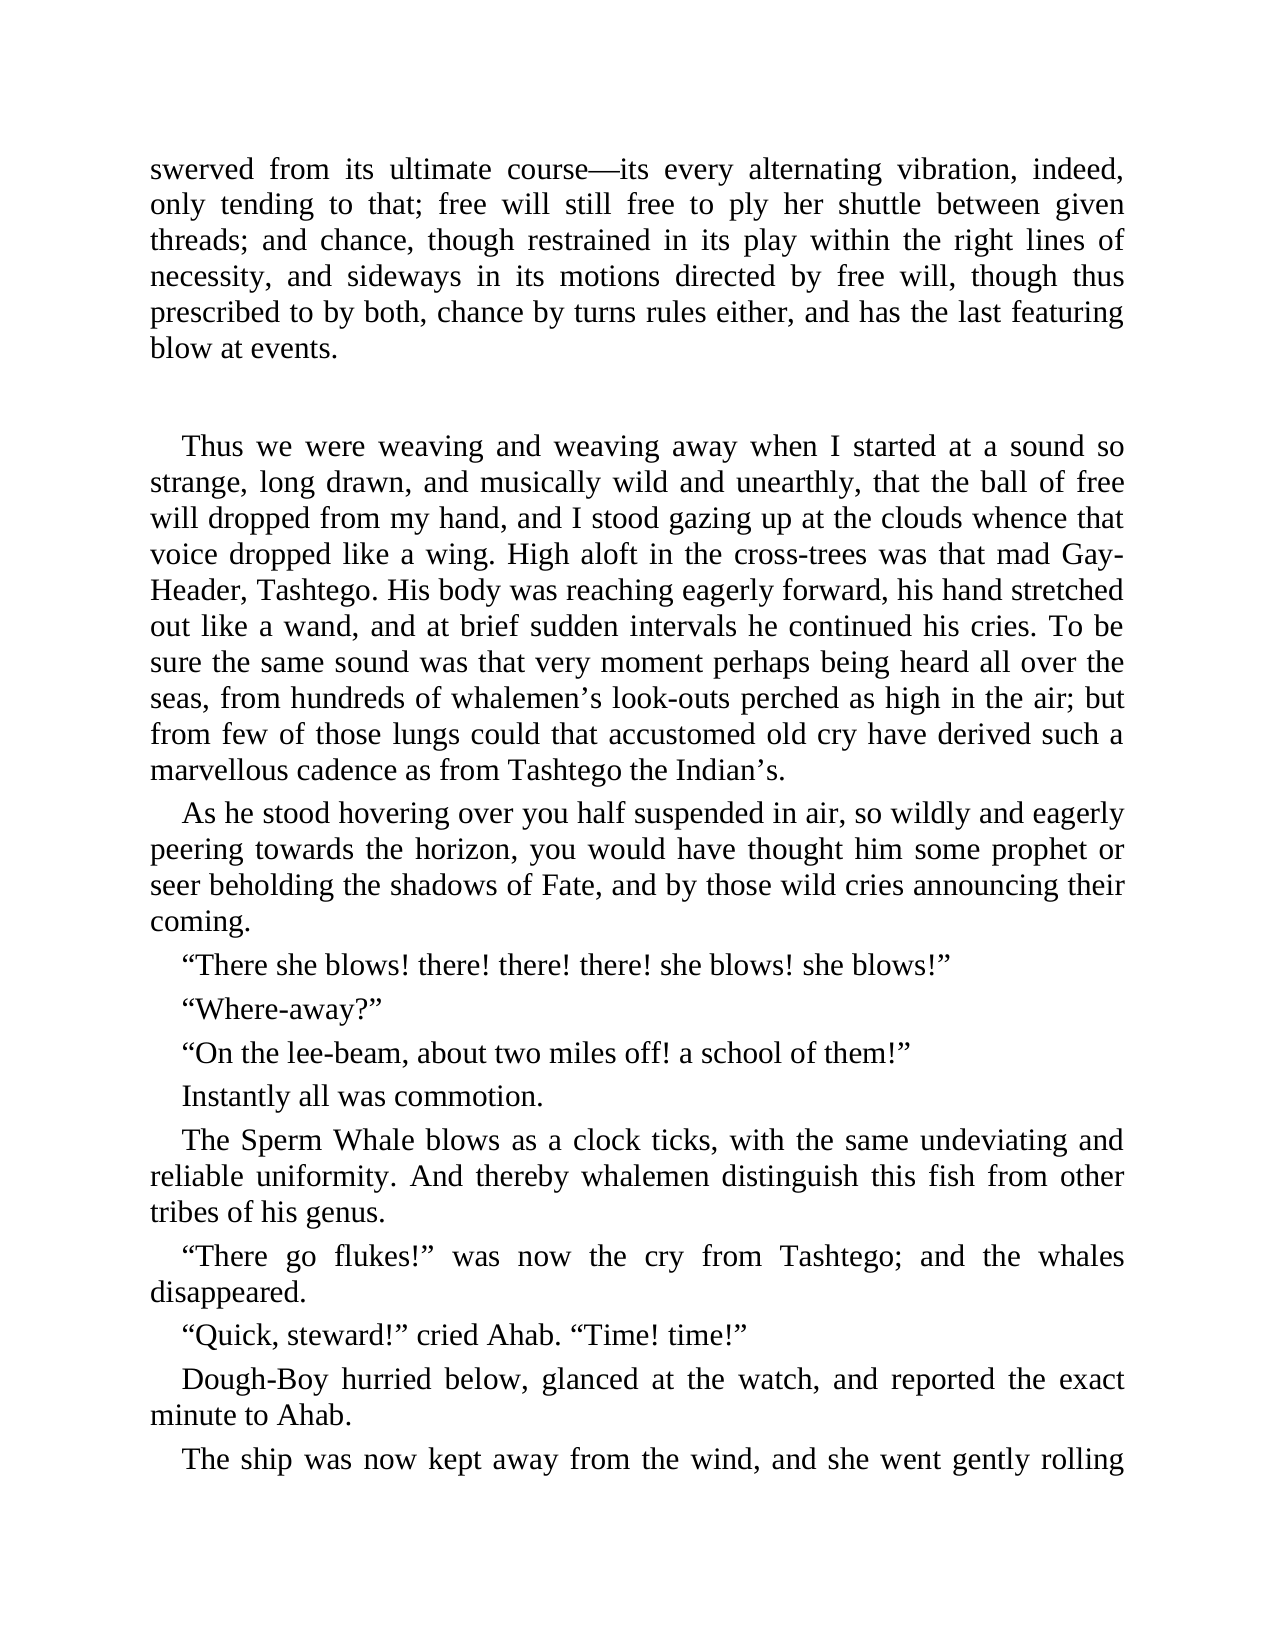 swerved from its ultimate course—its every alternating vibration, indeed,
only tending to that; free will still free to ply her shuttle between given
threads; and chance, though restrained in its play within the right lines of
necessity, and sideways in its motions directed by free will, though thus
prescribed to by both, chance by turns rules either, and has the last featuring
blow at events.
Thus we were weaving and weaving away when I started at a sound so
strange, long drawn, and musically wild and unearthly, that the ball of free
will dropped from my hand, and I stood gazing up at the clouds whence that
voice dropped like a wing. High aloft in the cross-trees was that mad Gay-
Header, Tashtego. His body was reaching eagerly forward, his hand stretched
out like a wand, and at brief sudden intervals he continued his cries. To be
sure the same sound was that very moment perhaps being heard all over the
seas, from hundreds of whalemen’s look-outs perched as high in the air; but
from few of those lungs could that accustomed old cry have derived such a
marvellous cadence as from Tashtego the Indian’s.
As he stood hovering over you half suspended in air, so wildly and eagerly
peering towards the horizon, you would have thought him some prophet or
seer beholding the shadows of Fate, and by those wild cries announcing their
coming.
“There she blows! there! there! there! she blows! she blows!”
“Where-away?”
“On the lee-beam, about two miles off! a school of them!”
Instantly all was commotion.
The Sperm Whale blows as a clock ticks, with the same undeviating and
reliable uniformity. And thereby whalemen distinguish this fish from other
tribes of his genus.
“There go flukes!” was now the cry from Tashtego; and the whales
disappeared.
“Quick, steward!” cried Ahab. “Time! time!”
Dough-Boy hurried below, glanced at the watch, and reported the exact
minute to Ahab.
The ship was now kept away from the wind, and she went gently rolling